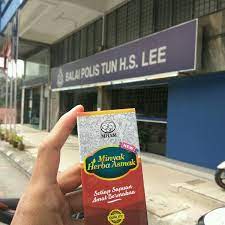 BALAI POLIS TUN H.S. LEE
Minyak
Herba Asmak
Setiap Sapuan
Amat Bermakna